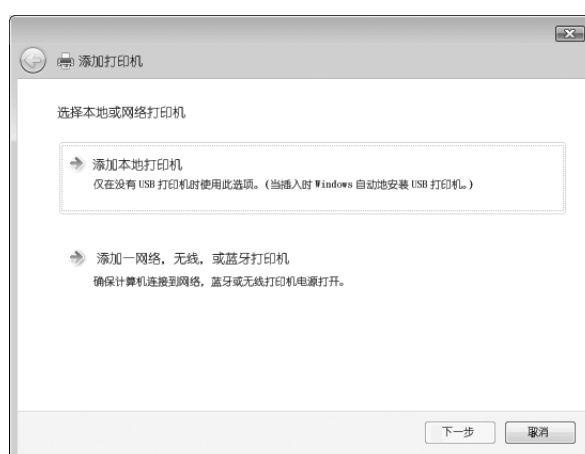 添加打印机
选择本地或网络打印机
添加本地打印机
仅在没有 USB 打印机时使用此选项。(当插入时 Windows 自动地安装 USB 打印机。)
添加一网络，无线，或蓝牙打印机
确保计算机连接到网络，蓝牙或无线打印机电源打开。
下一步
取消